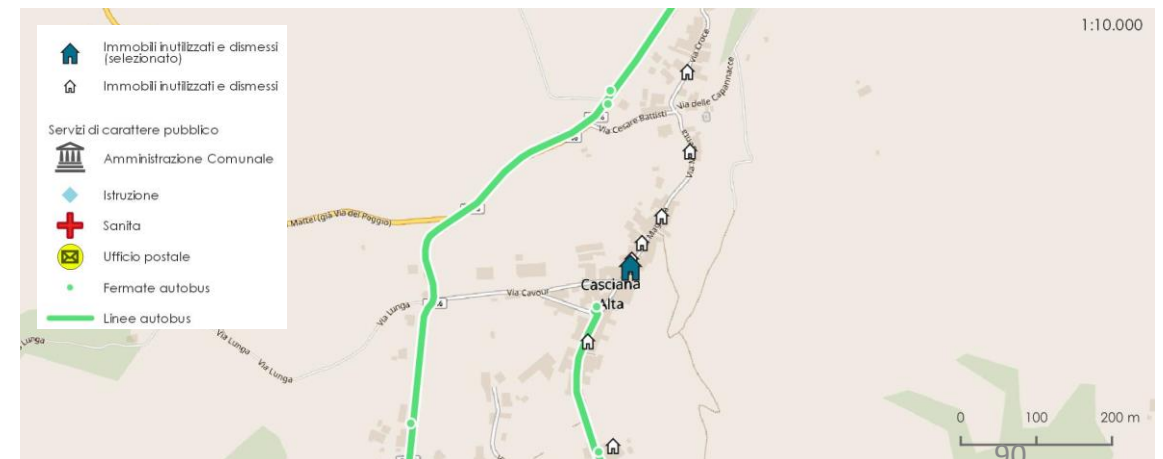 1:10.000
Immobili inutilizzati e dismessi
(selezionato)
Immobili inutilizzati e dismessi
Servizi di carattere pubblico
Amministrazione Comunale
Istruzione
Sanita
Ufficio postale
Fermate autobus
Linee autobus
Via Croce
Via delle Capannacce
Via Cesare Battisti
Mattei (già Via del Poggio)
Casciana
Alta
Via Cavour
Via Lunga
Via Lunga
Via Lunga
Via Lunga
Lunga
0 100 200 m
90